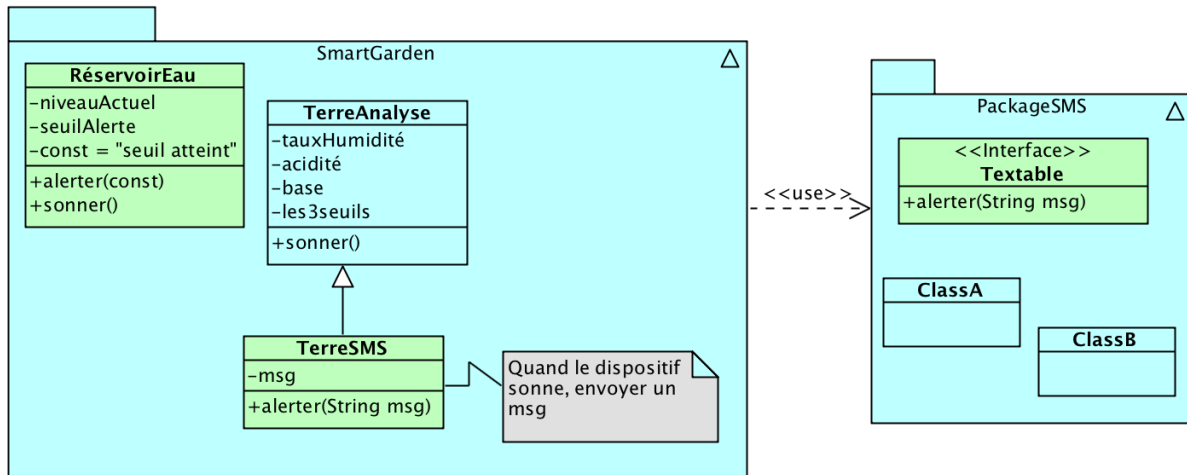 SmartGarden
RéservoirEau
-niveauActuel
-seuilAlerte
-const = "seuil atteint"
+alerter(const)
+sonner()
TerreAnalyse
-tauxHumidité
-acidité
-base
-les3seuils
+sonner()
TerreSMS
-msg
+alerter(String msg)
Quand le dispositif
sonne, envoyer un
msg
<<use>>
PackageSMS
<<Interface>>
Textable
+alerter(String msg)
ClassA
ClassB